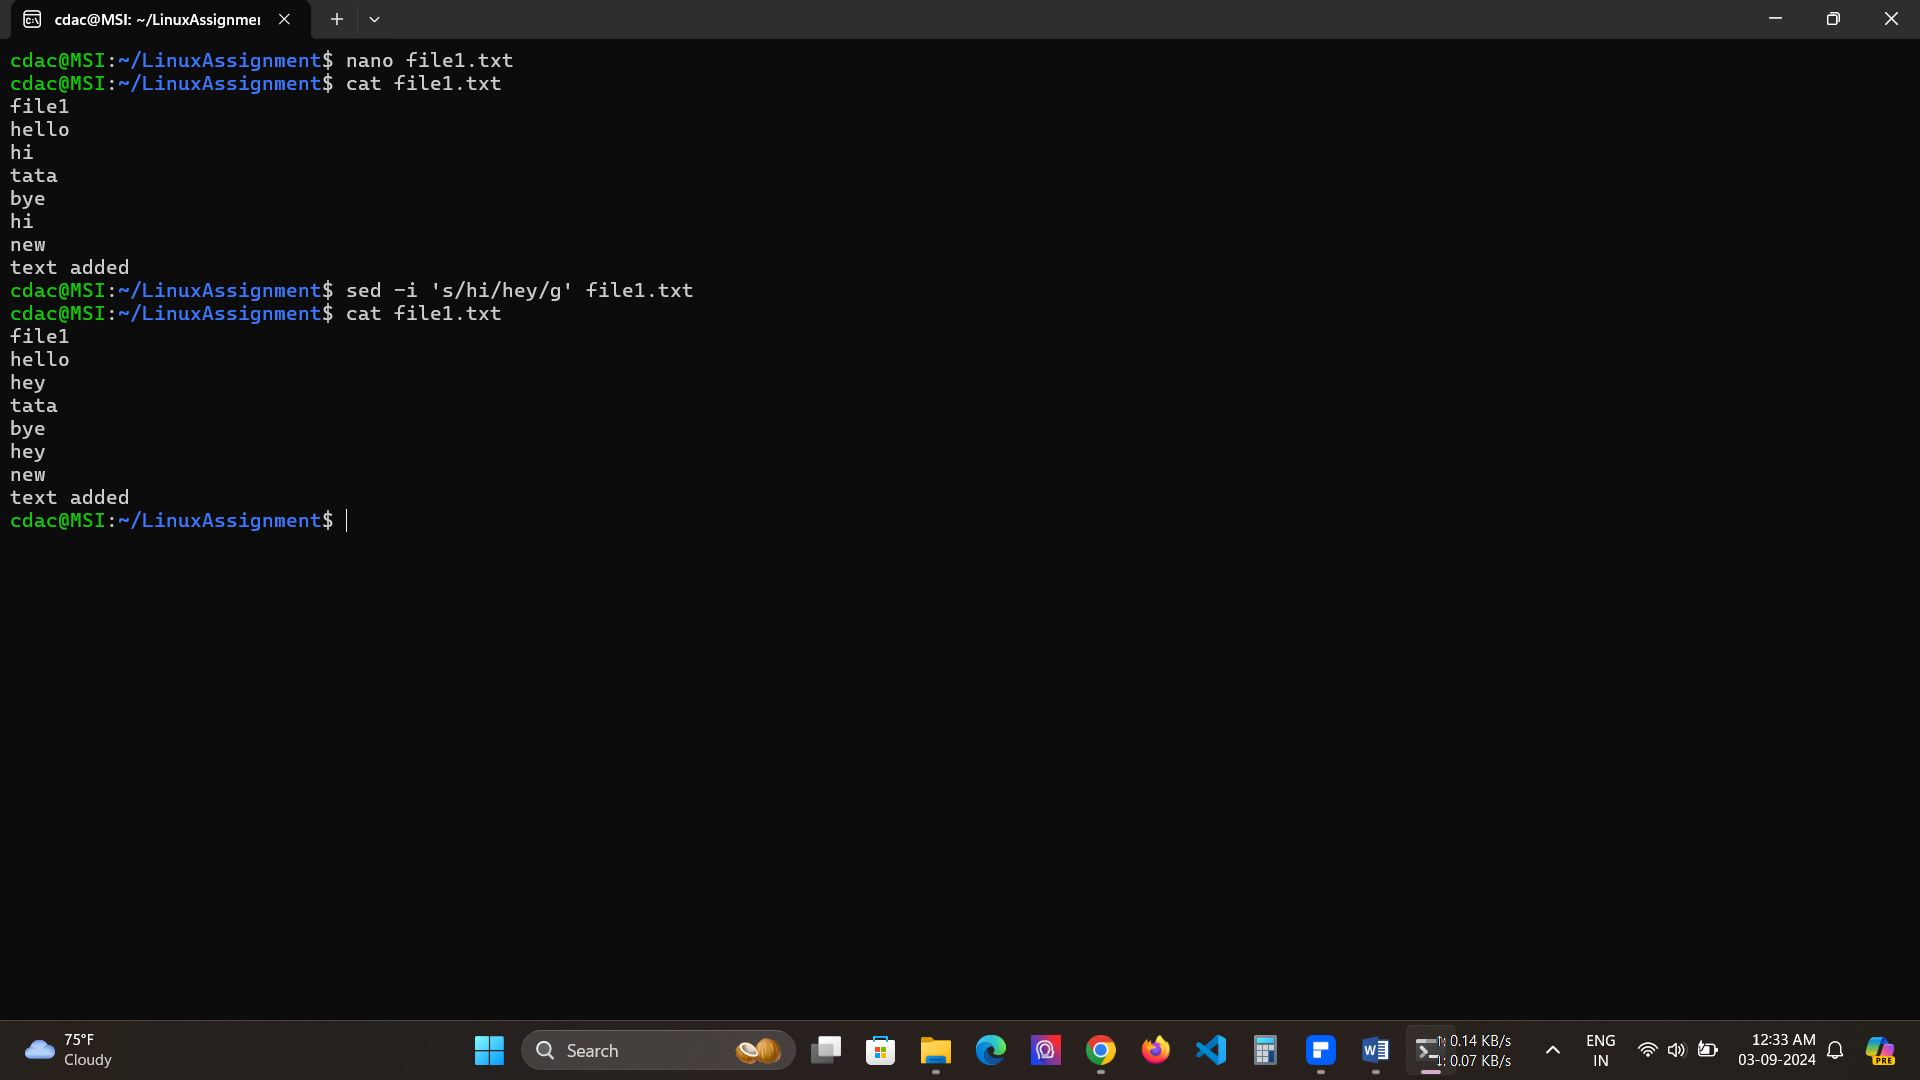 cdac@MSI: ~/LinuxAssignmer
cdac@MSI:~/LinuxAssignment$ nano file1.txt
cdac@MSI:~/LinuxAssignment$ cat file1.txt
file1
hello
hi
tata
bye
hi
new
text added
cdac@MSI:~/LinuxAssignment$ sed -i 's/hi/hey/g' file1.txt
cdac@MSI:~/LinuxAssignment$ cat file1.txt
file1
hello
hey
tata
bye
hey
new
text added
cdac@MSI:~/LinuxAssignment$
75°F
Cloudy
Search
↑: 0.14 KB/s
↓: 0.07 KB/s
ENG
IN
12:33 AM
03-09-2024
PRE